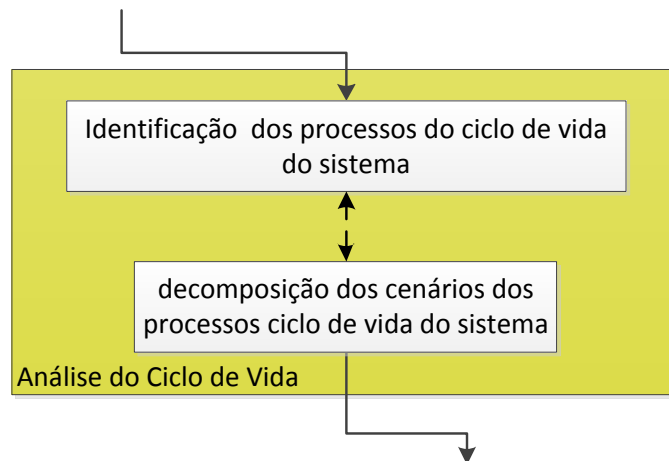 Identificação dos processos do ciclo de vida
do sistema
decomposição dos cenários dos
processos ciclo de vida do sistema
Análise do Ciclo de Vida